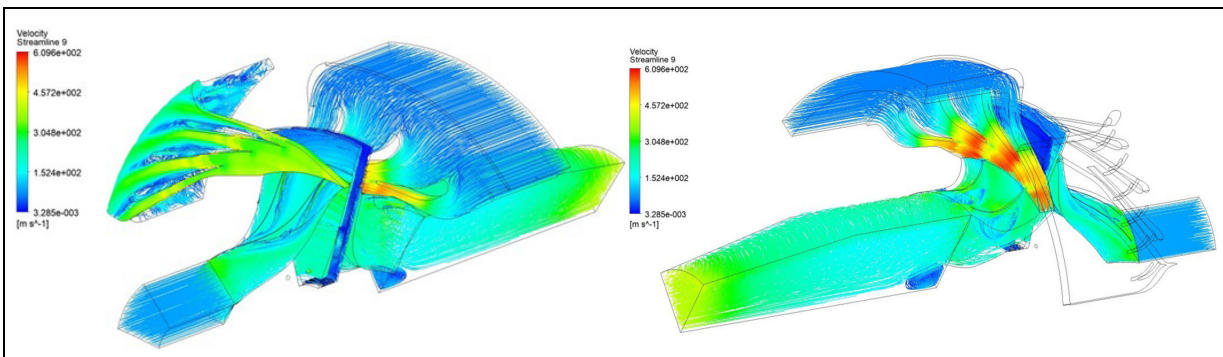 Velocity
Streamline 9
6.096e+002
4.572e+002
3.048e+002
1.524e+002
3.285e-003
[m s^-1]
Velocity
Streamline 9
6.096e+002
4.572e+002
3.048e+002
1.524e+002
3.285e-003
[m s^-1]